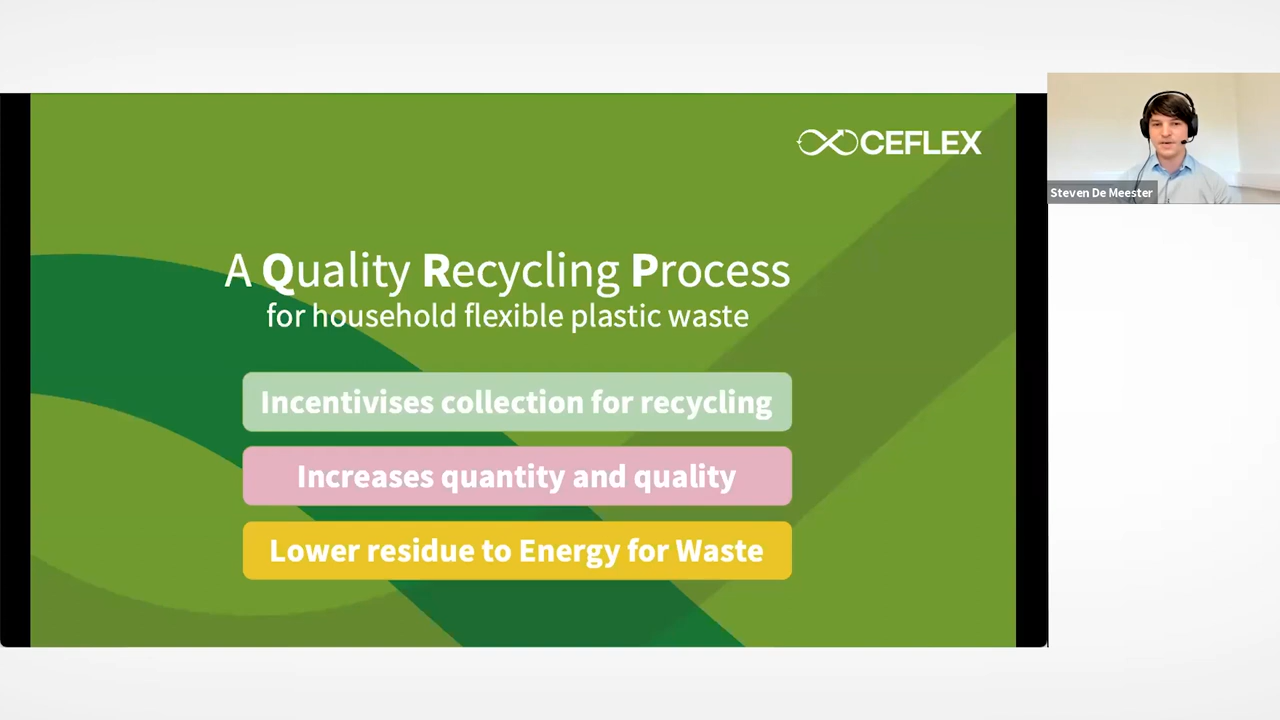 CEFLEX
A Quality Recycling Process
for household flexible plastic waste
Incentivises collection for recycling
Increases quantity and quality
Lower residue to Energy for Waste
Steven De Meester